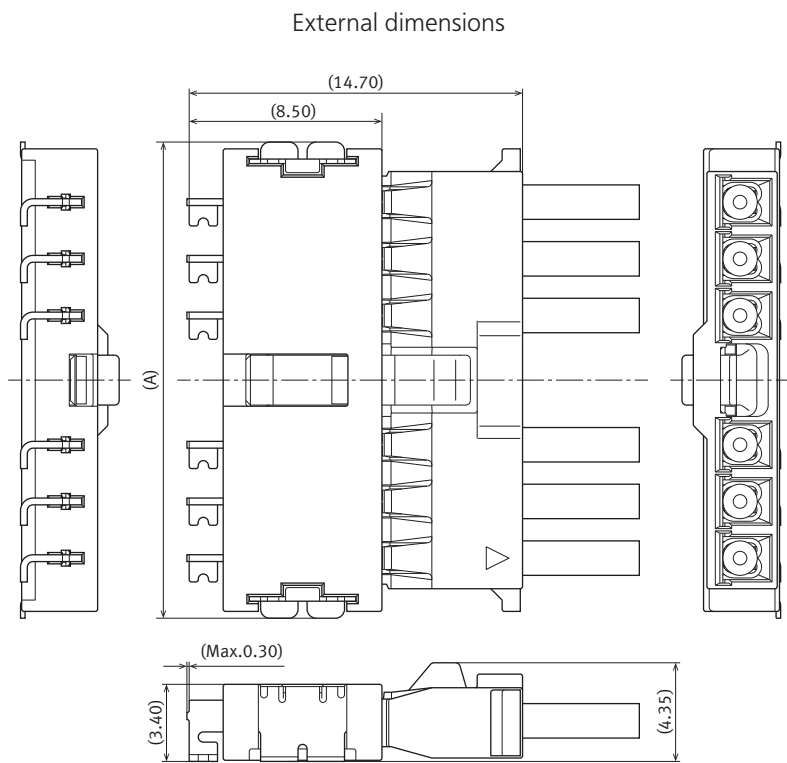 External dimensions
(14.70)
(8.50)
(A)
(Max.0.30)
(3.40)
(4.35)